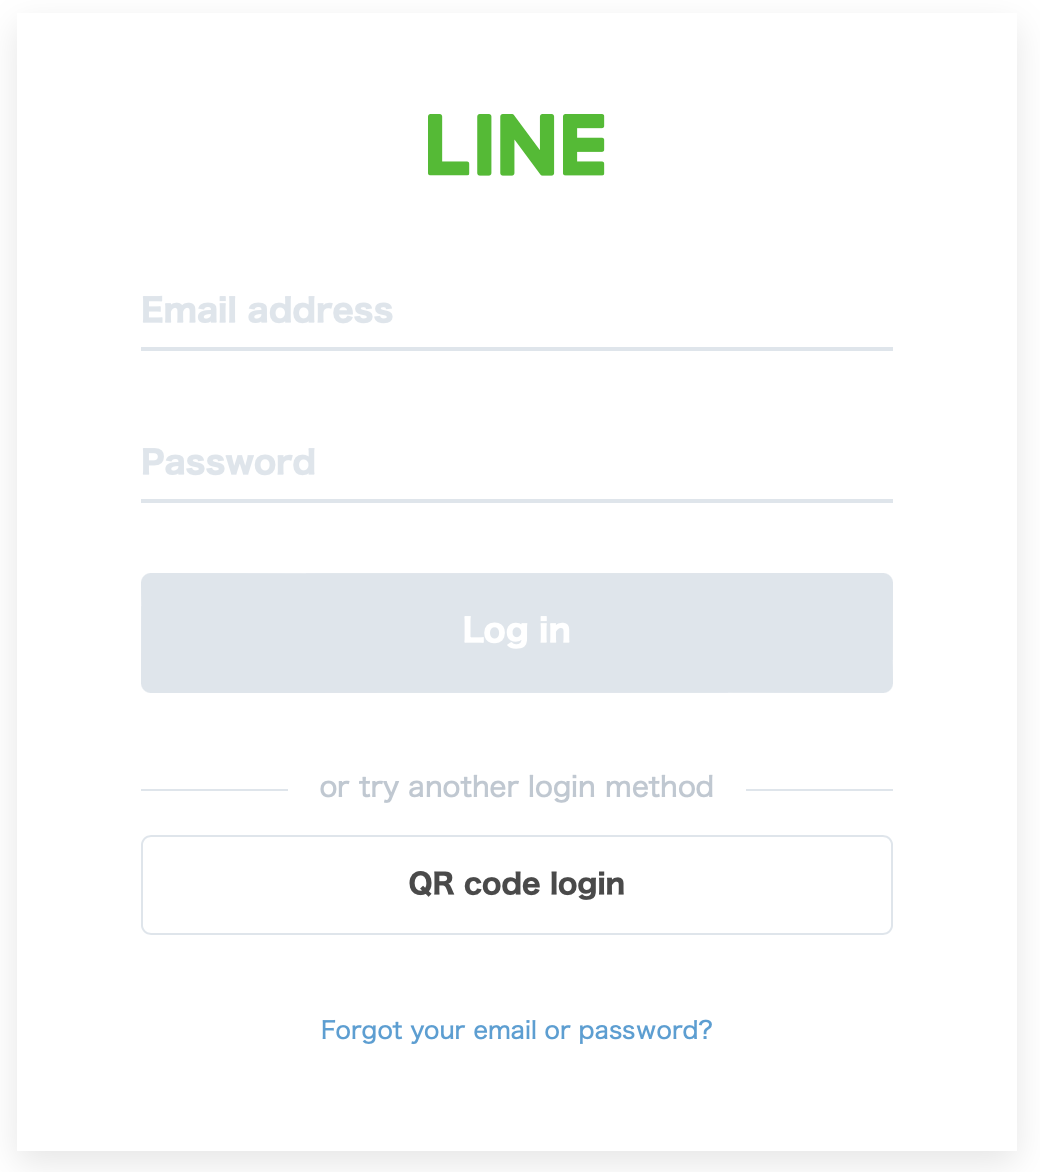 LINE
Email address
Password
Log in
or try another login method
QR code login
Forgot your email or password?